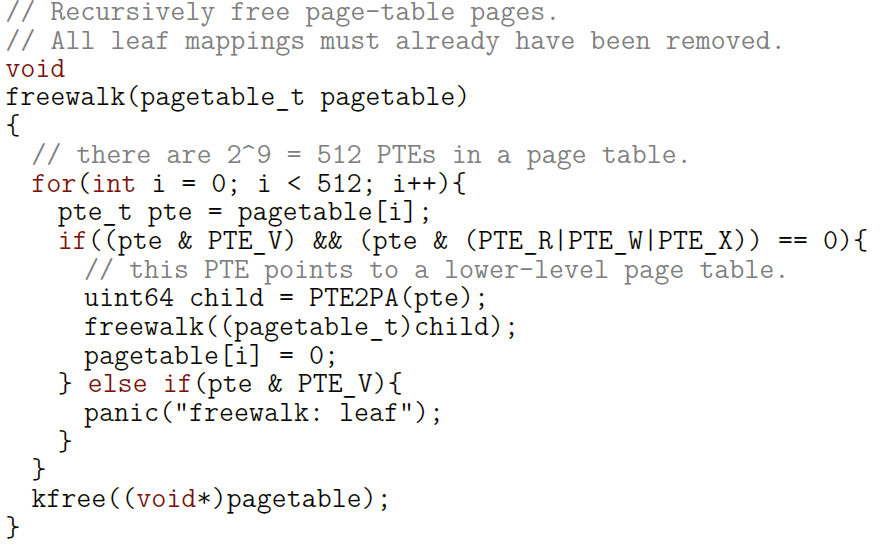 // Recursively free page-table pages.
// All leaf mappings must already have been removed.
void
freewalk(pagetable_t pagetable)
{
  // there are 2^9 = 512 PTEs in a page table.
  for(int i = 0; i < 512; i++){
    pte_t pte = pagetable[i];
    if((pte & PTE_V) && (pte & (PTE_R|PTE_W|PTE_X)) == 0){
      // this PTE points to a lower-level page table.
      uint64 child = PTE2PA(pte);
      freewalk((pagetable_t)child);
      pagetable[i] = 0;
    } else if(pte & PTE_V){
      panic("freewalk: leaf");
    }
  }
  kfree((void*)pagetable);
}